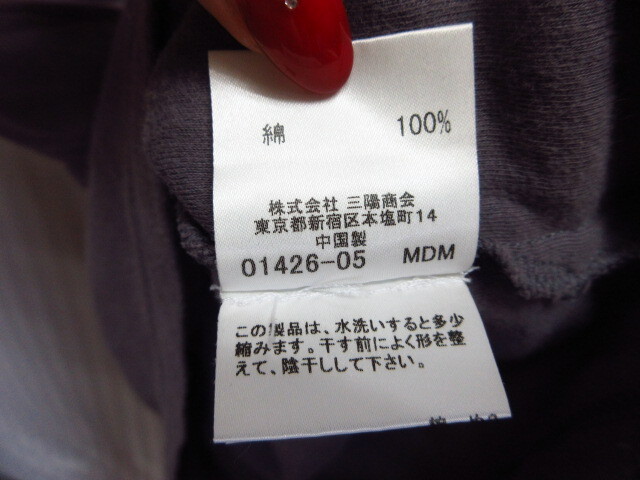 綿 100%
株式会社 三陽商会
東京都新宿区本塩町14
中国製
01426-05 MDM
この製品は、水洗いすると多少
縮みます。干す前によく形を整
えて、陰干しして下さい。